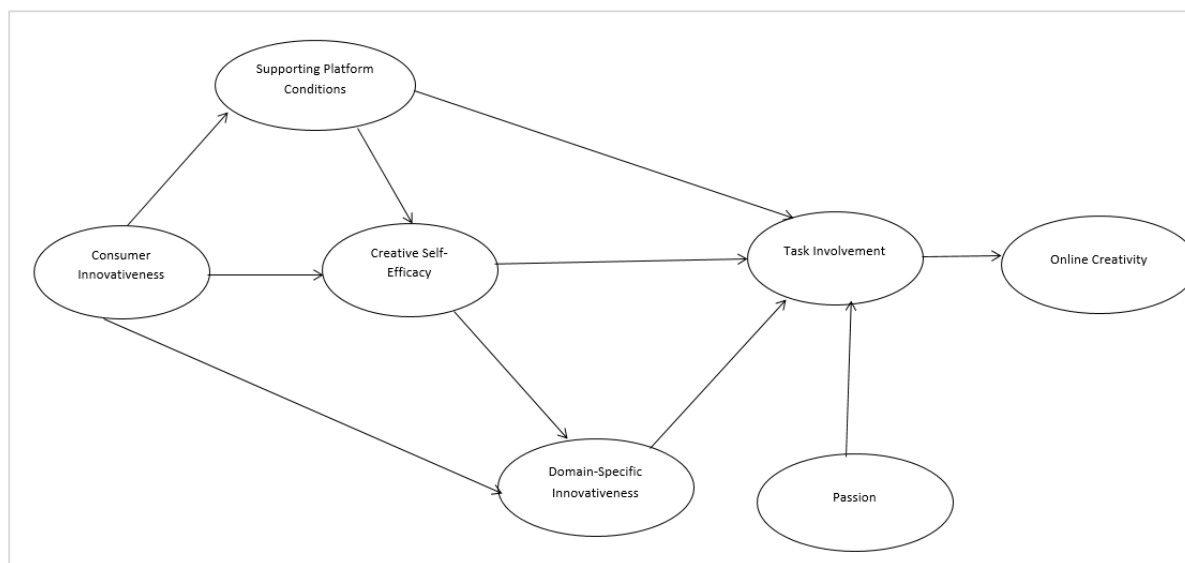 Supporting Platform
Conditions
Consumer
Innovativeness
Creative Self-
Efficacy
Task Involvement
Online Creativity
Domain-Specific
Innovativeness
Passion